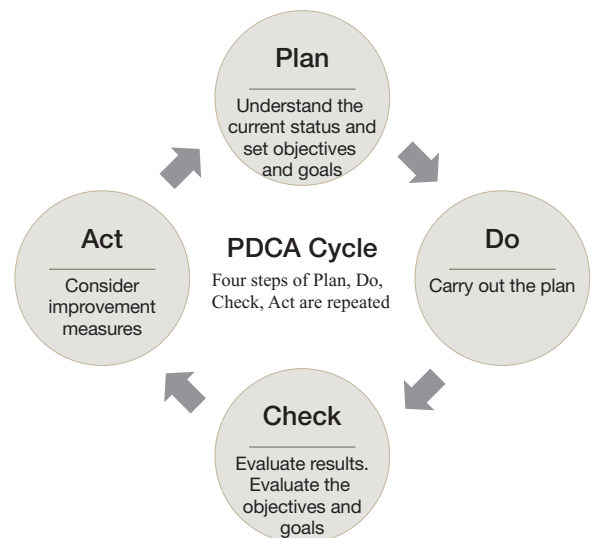 Plan
Understand the
current status and
set objectives
and goals
Act
Consider
improvement
measures
PDCA Cycle
Four steps of Plan, Do,
Check, Act are repeated
Do
Carry out the plan
Check
Evaluate results.
Evaluate the
objectives and
goals